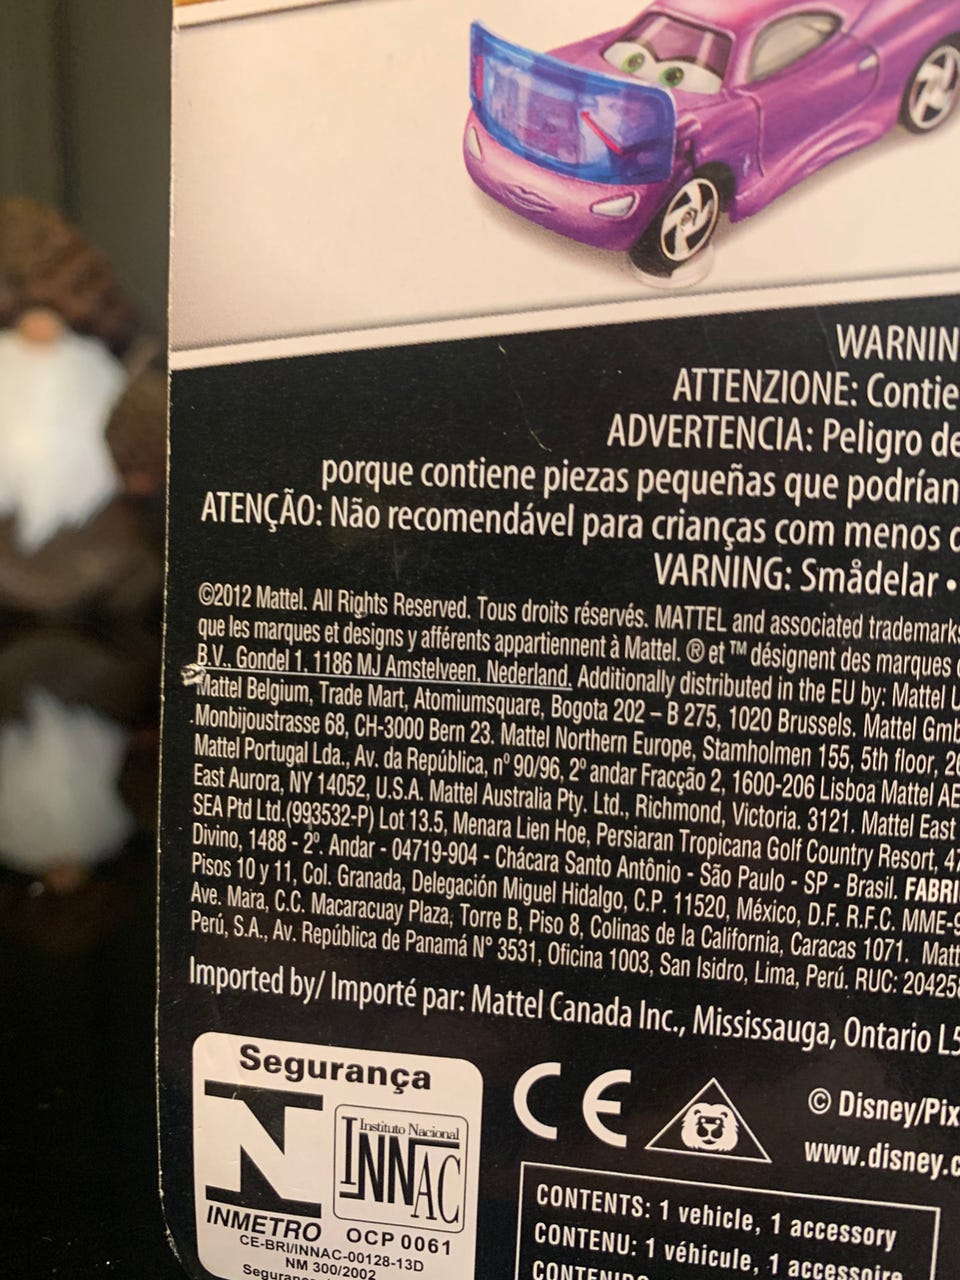 WARNIN
ATTENZIONE: Contie
ADVERTENCIA: Peligro de
porque contiene piezas pequeñas que podrían
ATENÇÃO: Não recomendável para crianças com menos
VARNING: Smådelar •
©2012 Mattel. All Rights Reserved. Tous droits réservés. MATTEL and associated trademarks
que les marques et designs y afférents appartiennent à Mattel. ® et ™ désignent des marques
B.V., Gondel 1, 1186 MJ Amstelveen, Nederland. Additionally distributed in the EU by: Mattel U
Mattel Belgium, Trade Mart, Atomiumsquare, Bogota 202 – B 275, 1020 Brussels. Mattel Gmb
Monbijoustrasse 68, CH-3000 Bern 23. Mattel Northern Europe, Stamholmen 155, 5th floor, 26
Mattel Portugal Lda., Av. da República, nº 90/96, 2º andar Fracção 2, 1600-206 Lisboa Mattel AE
East Aurora, NY 14052, U.S.A. Mattel Australia Pty. Ltd., Richmond, Victoria. 3121. Mattel East
SEA Ptd Ltd.(993532-P) Lot 13.5, Menara Lien Hoe, Persiaran Tropicana Golf Country Resort, 47
Divino, 1488 - 2º. Andar - 04719-904 - Chácara Santo Antônio - São Paulo - SP - Brasil. FABRI
Pisos 10 y 11, Col. Granada, Delegación Miguel Hidalgo, C.P. 11520, México, D.F. R.F.C. MME-9
Ave. Mara, C.C. Macaracuay Plaza, Torre B, Piso 8, Colinas de la California, Caracas 1071. Matt
Perú, S.A., Av. República de Panamá N° 3531, Oficina 1003, San Isidro, Lima, Perú. RUC: 204258
Imported by/ Importé par: Mattel Canada Inc., Mississauga, Ontario L5
Segurança
Instituto Nacional
INNAC
INMETRO OCP 0061
CE-BRI/INNAC-00128-13D
NM 300/2002
Seguran
CE
© Disney/Pix
www.disney.c
CONTENTS: 1 vehicle, 1 accessory
CONTENU: 1 véhicule, 1 accessoire
CONTENIDO